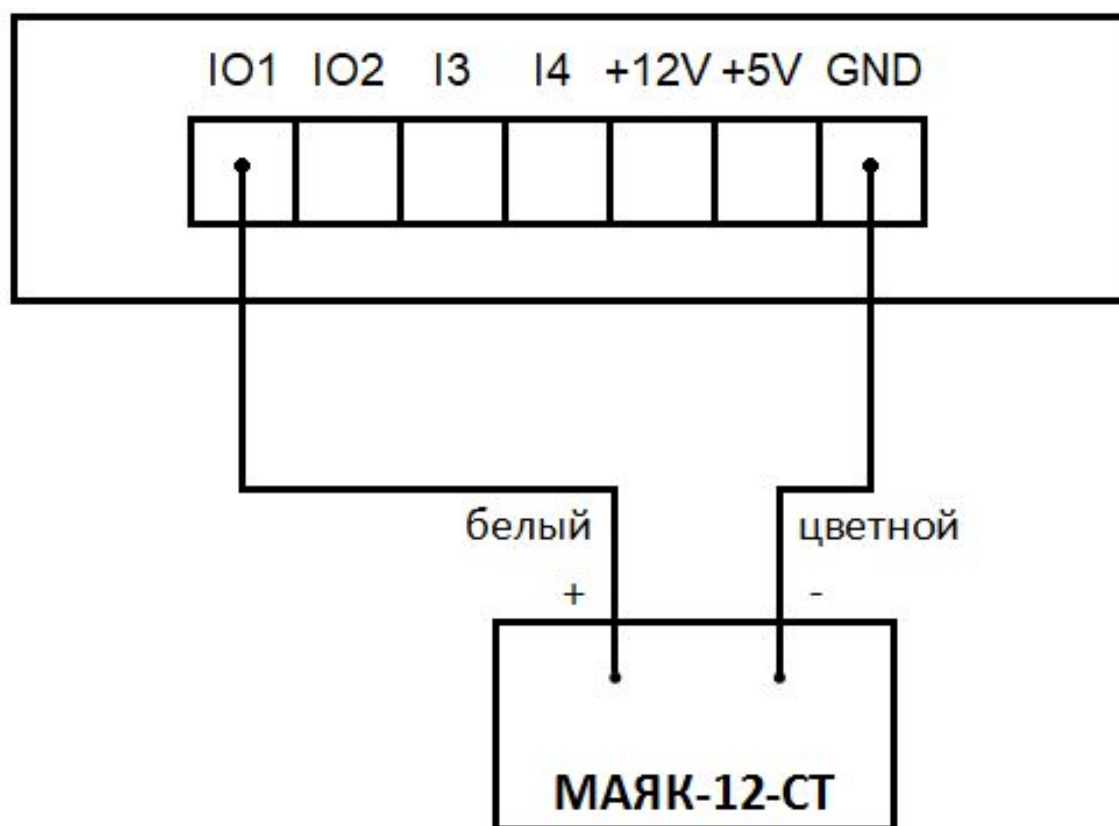 IO1 IO2 I3 I4 +12V +5V GND
белый цветной
+ -
МАЯК-12-СТ